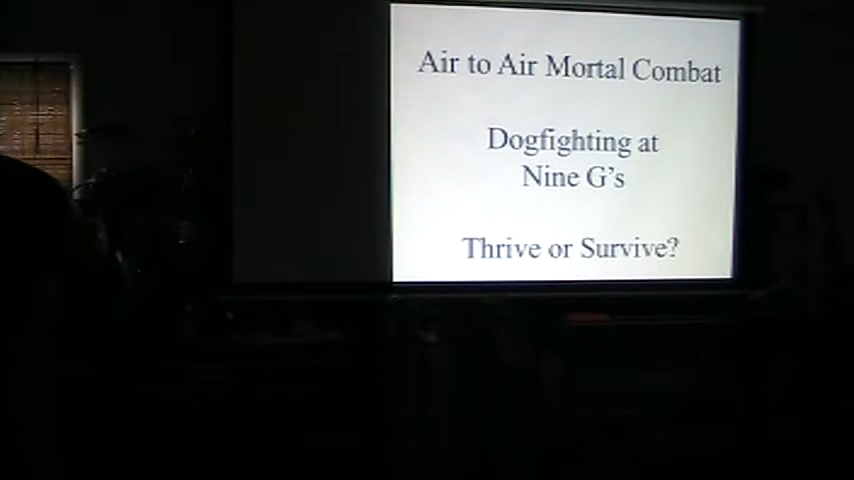 Air to Air Mortal Combat
Dogfighting at
Nine G's
Thrive or Survive?